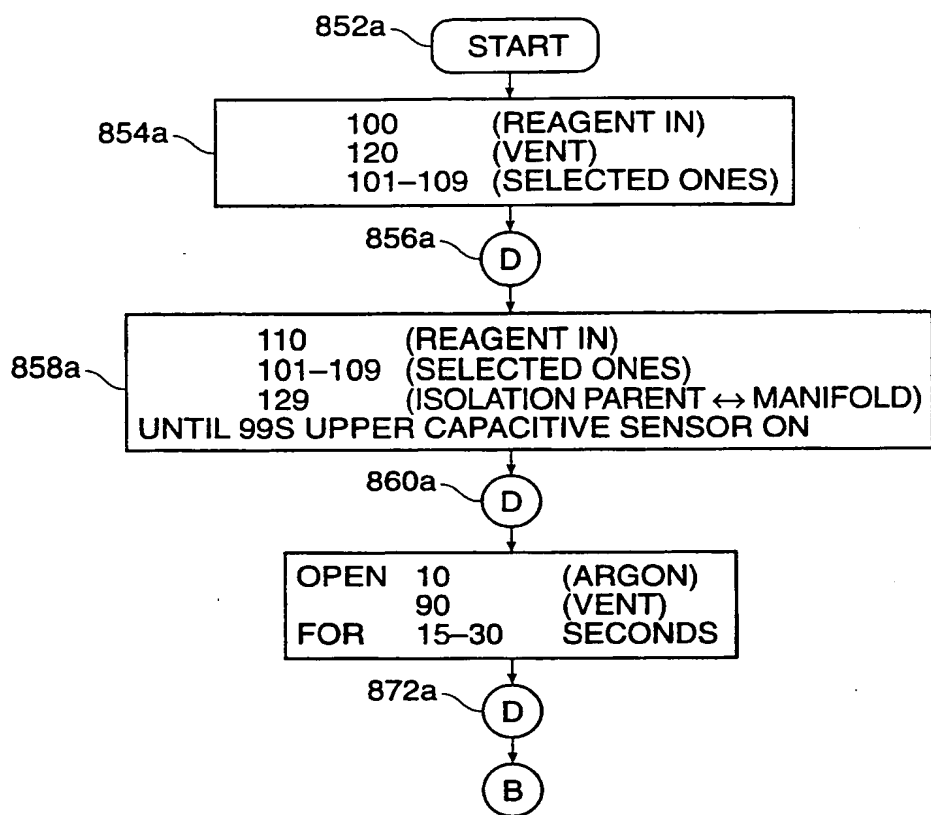 852a
START
854a
100 (REAGENT IN)
120 (VENT)
101–109 (SELECTED ONES)
856a
D
858a
110 (REAGENT IN)
101–109 (SELECTED ONES)
129 (ISOLATION PARENT ↔ MANIFOLD)
UNTIL 99S UPPER CAPACITIVE SENSOR ON
860a
D
OPEN 10 (ARGON)
90 (VENT)
FOR 15–30 SECONDS
872a
D
B